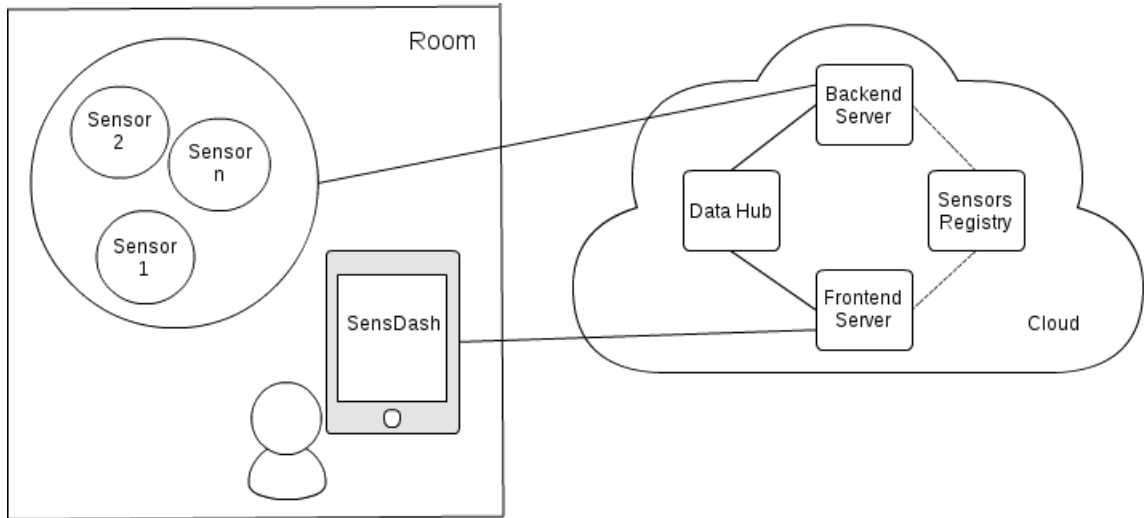 Room
Sensor
2
Sensor
n
Sensor
1
SensDash
Backend
Server
Data Hub
Sensors
Registry
Frontend
Server
Cloud